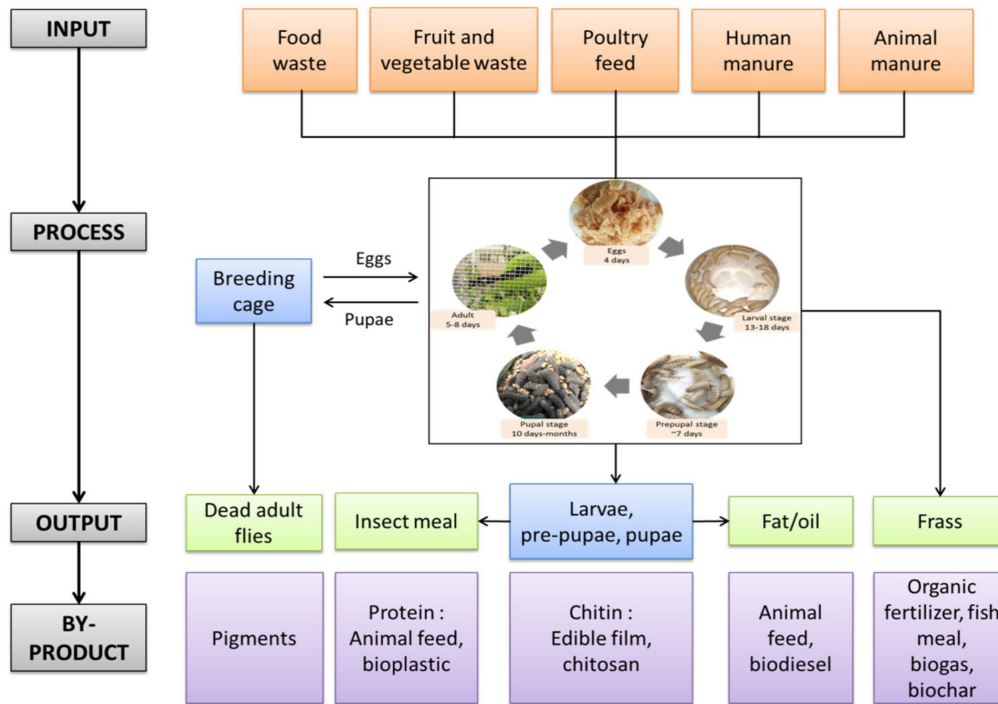 INPUT
Food
waste
Fruit and
vegetable waste
Poultry
feed
Human
manure
Animal
manure
PROCESS
Breeding
cage
Eggs
Pupae
Eggs
4 days
Larval stage
13-18 days
Prepupal stage
~7 days
Pupal stage
10 days-months
Adult
5-8 days
OUTPUT
Dead adult
flies
Insect meal
Larvae,
pre-pupae, pupae
Fat/oil
Frass
BY-
PRODUCT
Pigments
Protein :
Animal feed,
bioplastic
Chitin :
Edible film,
chitosan
Animal
feed,
biodiesel
Organic
fertilizer, fish
meal,
biogas,
biochar